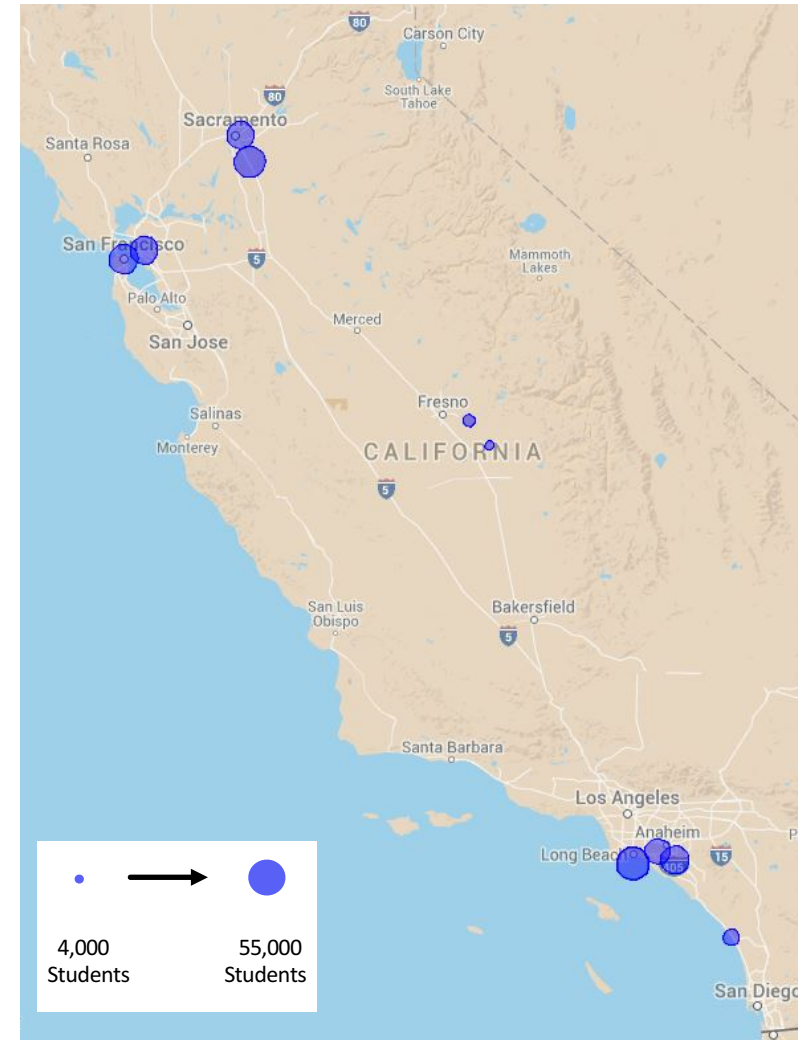 80
Carson City
South Lake
Tahoe
80
Sacramento
Santa Rosa
San Francisco
5
Mammoth
Lakes
Palo Alto
Merced
San Jose
Fresno
Salinas
Monterey
CALIFORNIA
5
San Luis
Obispo
Bakersfield
5
Santa Barbara
Los Angeles
Anaheim
P
Long Beach
405
15
San Diego
4,000
Students
55,000
Students